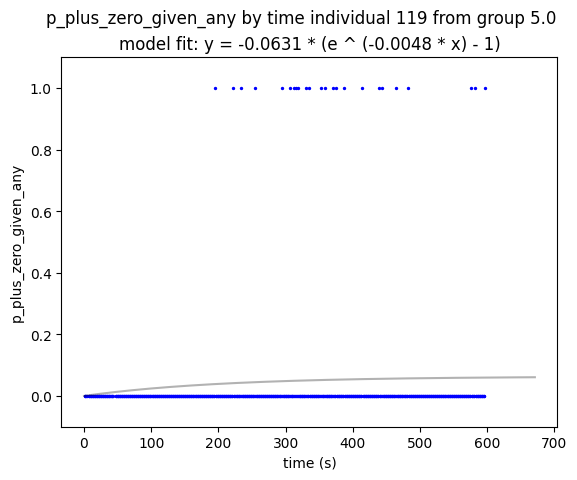 p_plus_zero_given_any by time individual 119 from group 5.0
model fit: y = -0.0631 * (e ^ (-0.0048 * x) - 1)
1.0
0.8
0.6
0.4
0.2
0.0
p_plus_zero_given_any
0 100 200 300 400 500 600 700
time (s)